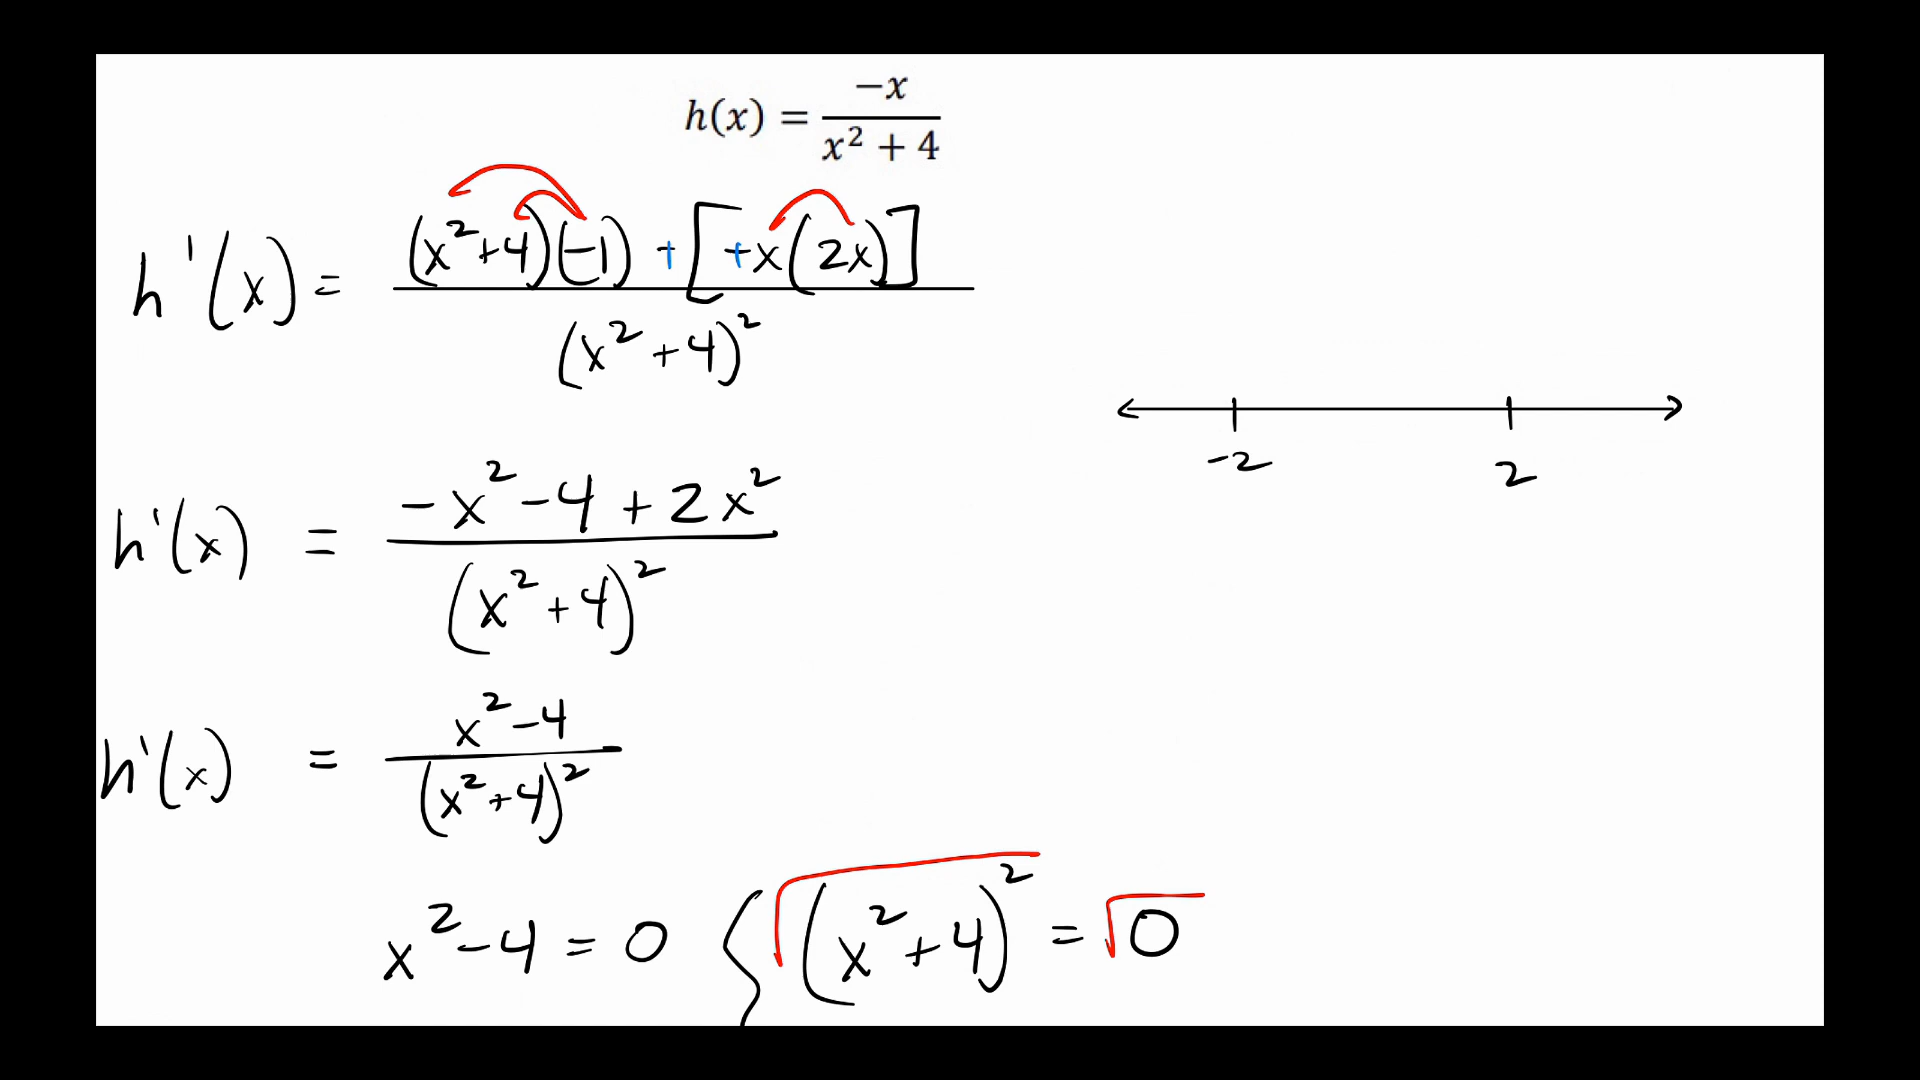 h(x) = −x / (x² + 4)
h'(x) = (x²+4)(−1) + [+x(2x)] / (x²+4)²
-2 2
h'(x) = −x²−4+2x² / (x²+4)²
h'(x) = x²−4 / (x²+4)²
x²−4=0 { √(x²+4)² = √0